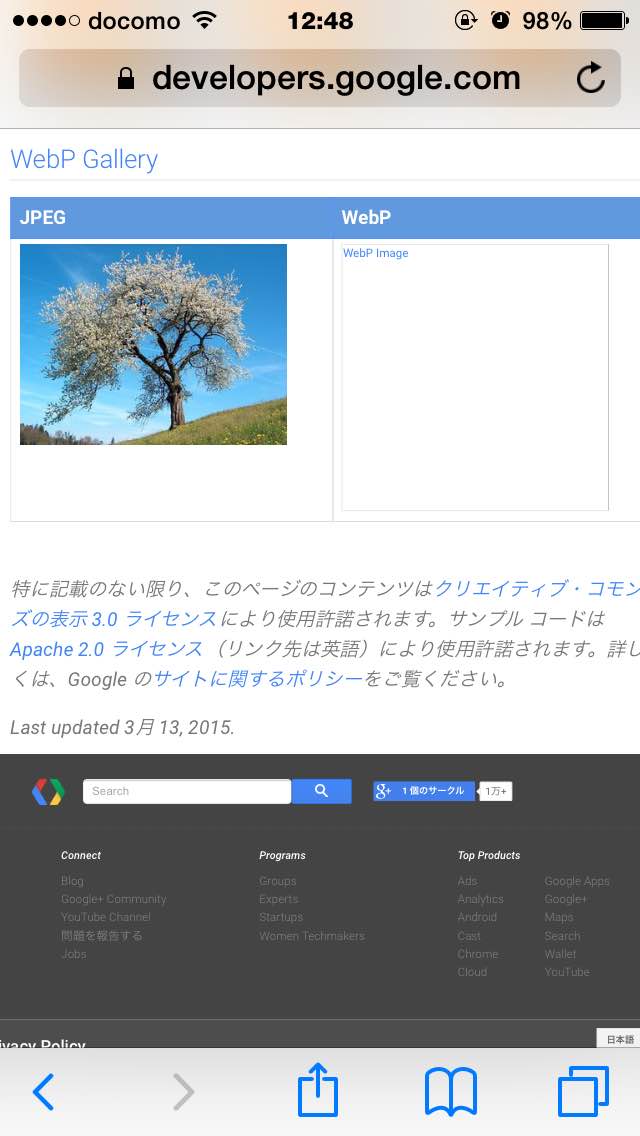 docomo 12:48 98%
developers.google.com
WebP Gallery
JPEG WebP
WebP Image
特に記載のない限り、このページのコンテンツはクリエイティブ・コモン
ズの表示 3.0 ライセンスにより使用許諾されます。サンプル コードは
Apache 2.0 ライセンス （リンク先は英語）により使用許諾されます。詳し
くは、Google のサイトに関するポリシーをご覧ください。
Last updated 3月 13, 2015.
Search
g+ 1 個のサークル 1万+
Connect Programs Top Products
Blog Groups Ads Google Apps
Google+ Community Experts Analytics Google+
YouTube Channel Startups Android Maps
問題を報告する Women Techmakers Cast Search
Jobs Chrome Wallet
Cloud YouTube
ivacy Policy 日本語